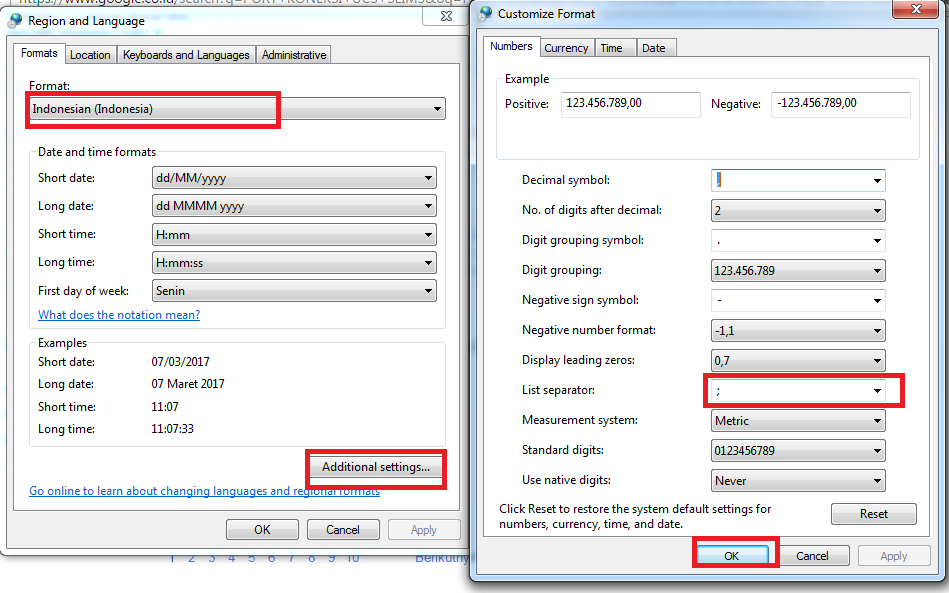 https://www.google.co.id/search?q=
Region and Language
Formats
Location
Keyboards and Languages
Administrative
Format:
Indonesian (Indonesia)
Date and time formats
Short date:
dd/MM/yyyy
Long date:
dd MMMM yyyy
Short time:
H:mm
Long time:
H:mm:ss
First day of week:
Senin
What does the notation mean?
Examples
Short date:
07/03/2017
Long date:
07 Maret 2017
Short time:
11:07
Long time:
11:07:33
Additional settings...
Go online to learn about changing languages and regional formats
OK
Cancel
Apply
1 2 3 4 5 6 7 8 9 10
Customize Format
Numbers
Currency
Time
Date
Example
Positive:
123.456.789,00
Negative:
-123.456.789,00
Decimal symbol:
,
No. of digits after decimal:
2
Digit grouping symbol:
.
Digit grouping:
123.456.789
Negative sign symbol:
-
Negative number format:
-1,1
Display leading zeros:
0,7
List separator:
;
Measurement system:
Metric
Standard digits:
0123456789
Use native digits:
Never
Click Reset to restore the system default settings for
numbers, currency, time, and date.
Reset
OK
Cancel
Apply